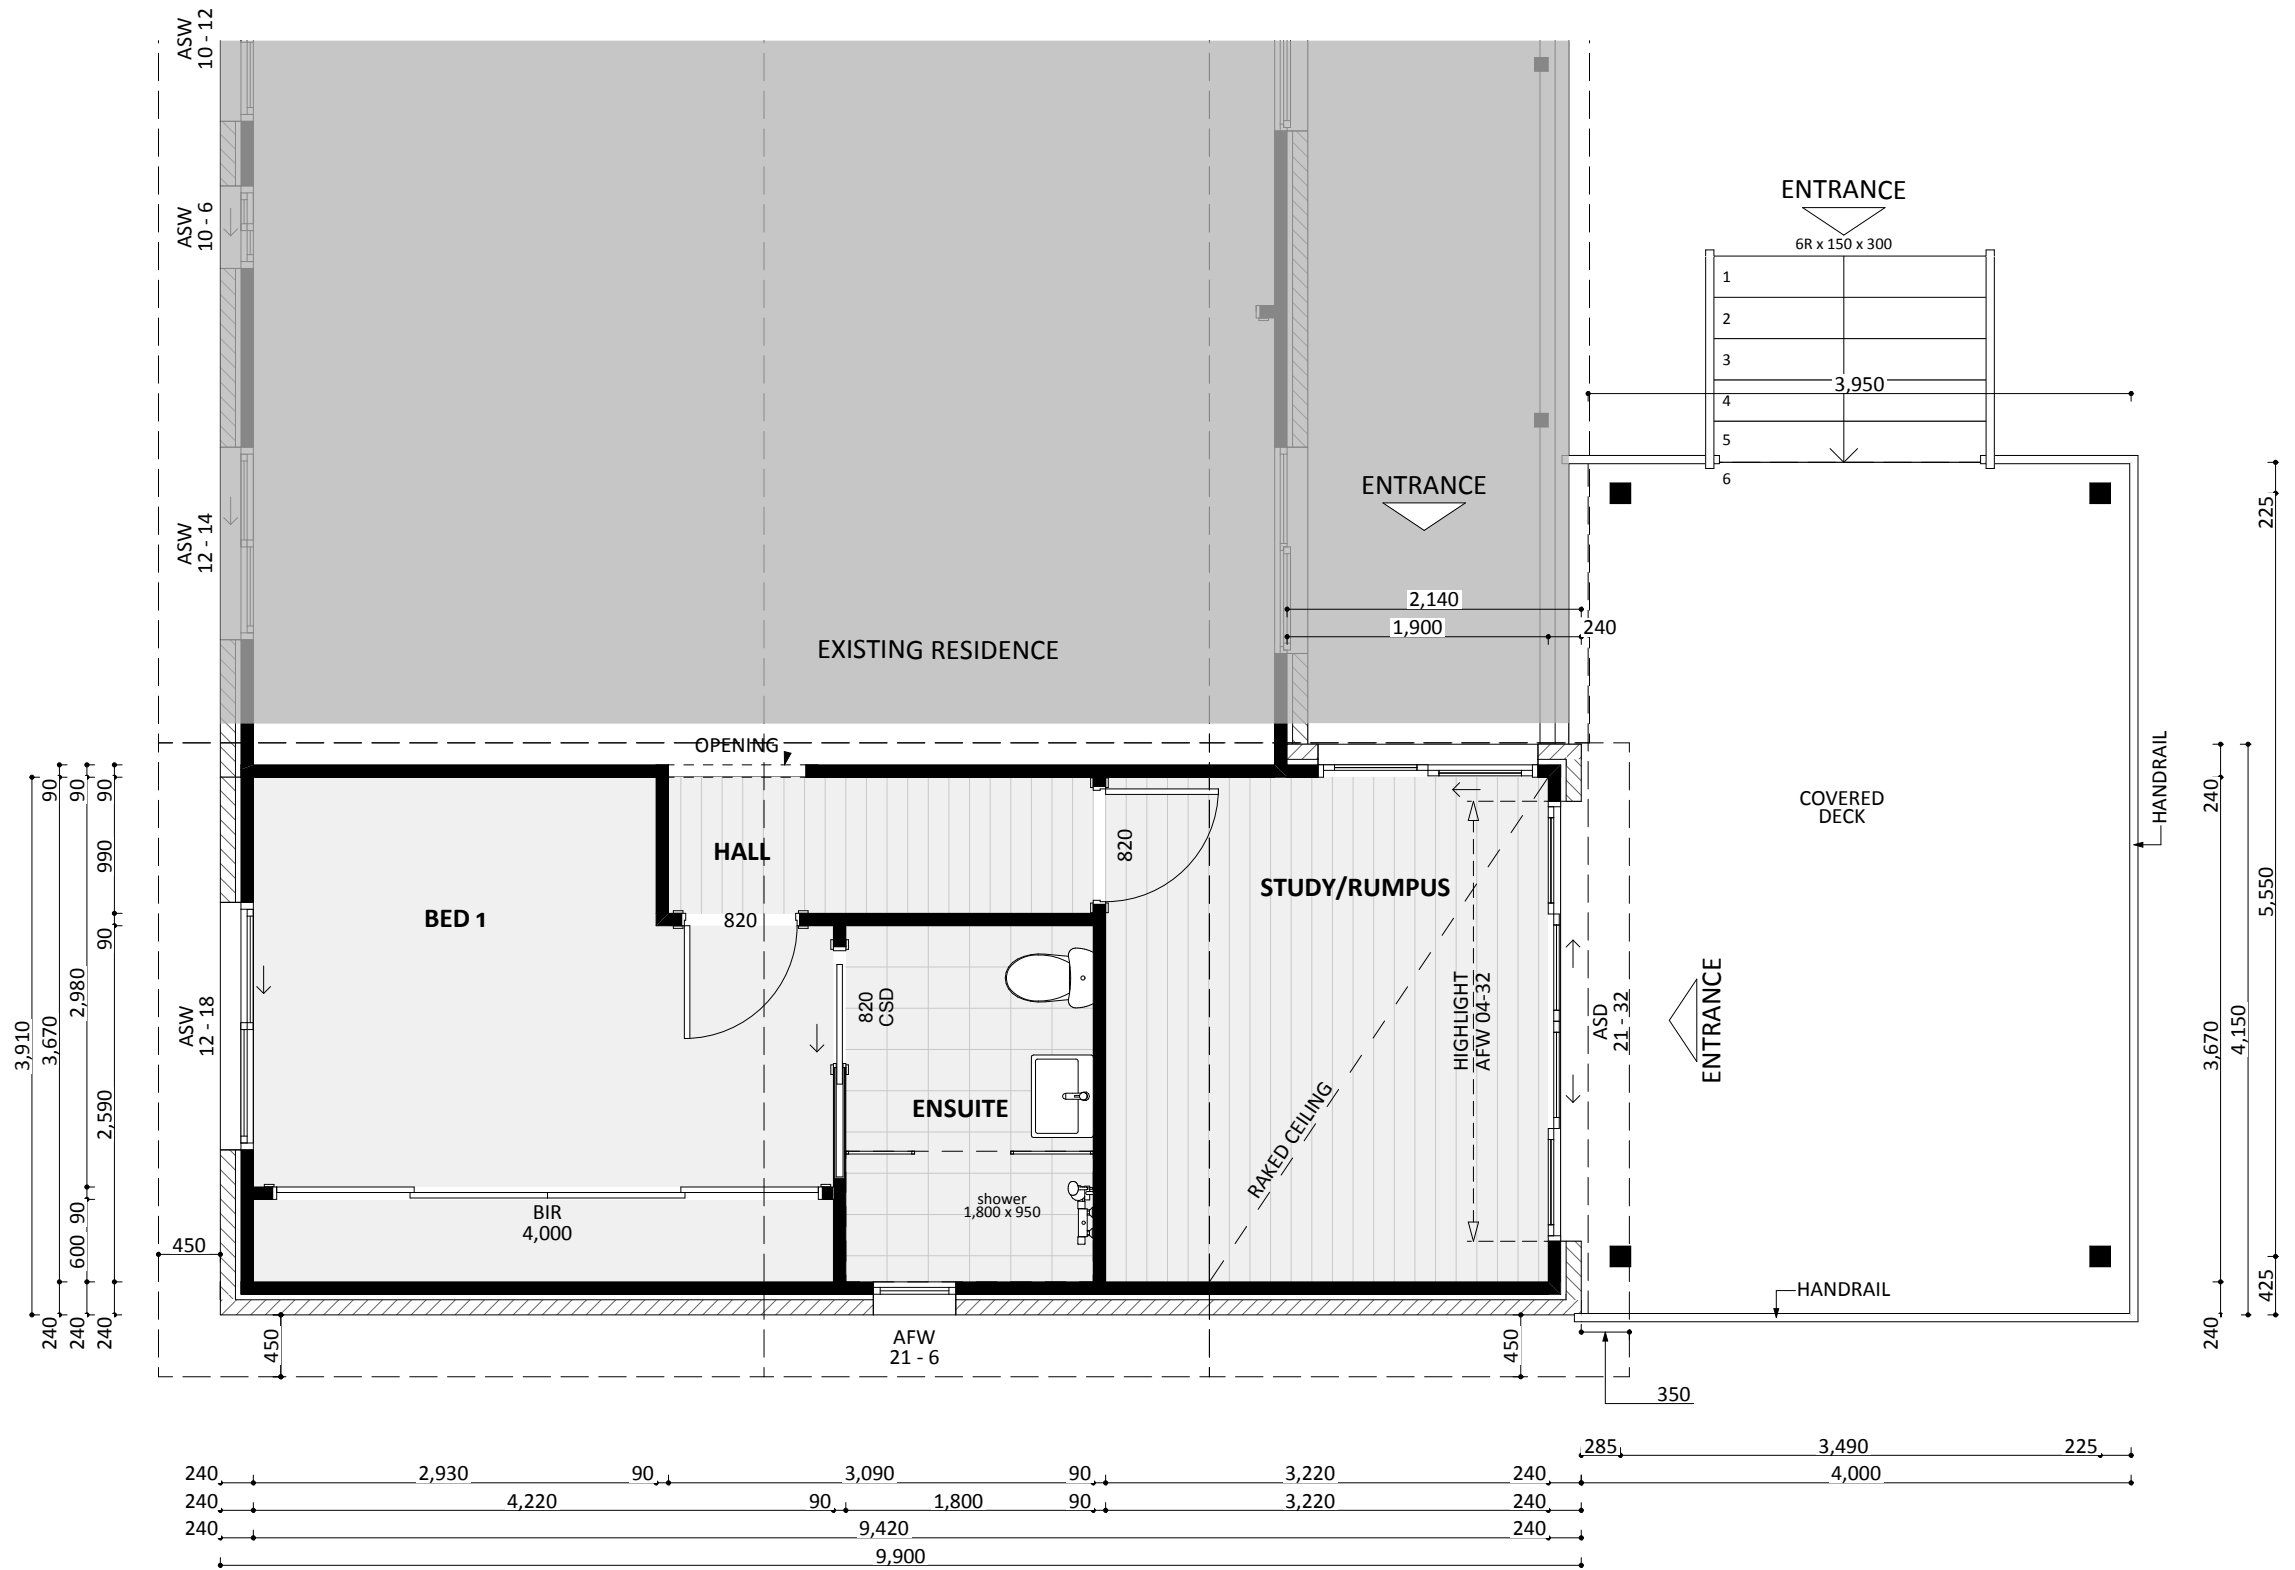 ASW
10 - 12
ASW
10 - 6
ASW
12 - 14
ENTRANCE
6R x 150 x 300
1
2
3
3,950
4
5
6
ENTRANCE
225
2,140
1,900
240
EXISTING RESIDENCE
OPENING
HANDRAIL
COVERED
DECK
90
90
90
240
HALL
820
STUDY/RUMPUS
990
BED 1
820
5,550
90
2,980
820
CSD
HIGHLIGHT
AFW 04-32
ASD
21 - 32
ENTRANCE
ASW
12 - 18
3,910
3,670
3,670
4,150
2,590
ENSUITE
RAKED CEILING
shower
1,800 x 950
BIR
4,000
90
600
450
HANDRAIL
425
240
240
240
240
450
AFW
21 - 6
450
350
285
3,490
225
240
2,930
90
3,090
90
3,220
240
4,000
240
4,220
90
1,800
90
3,220
240
240
9,420
240
9,900